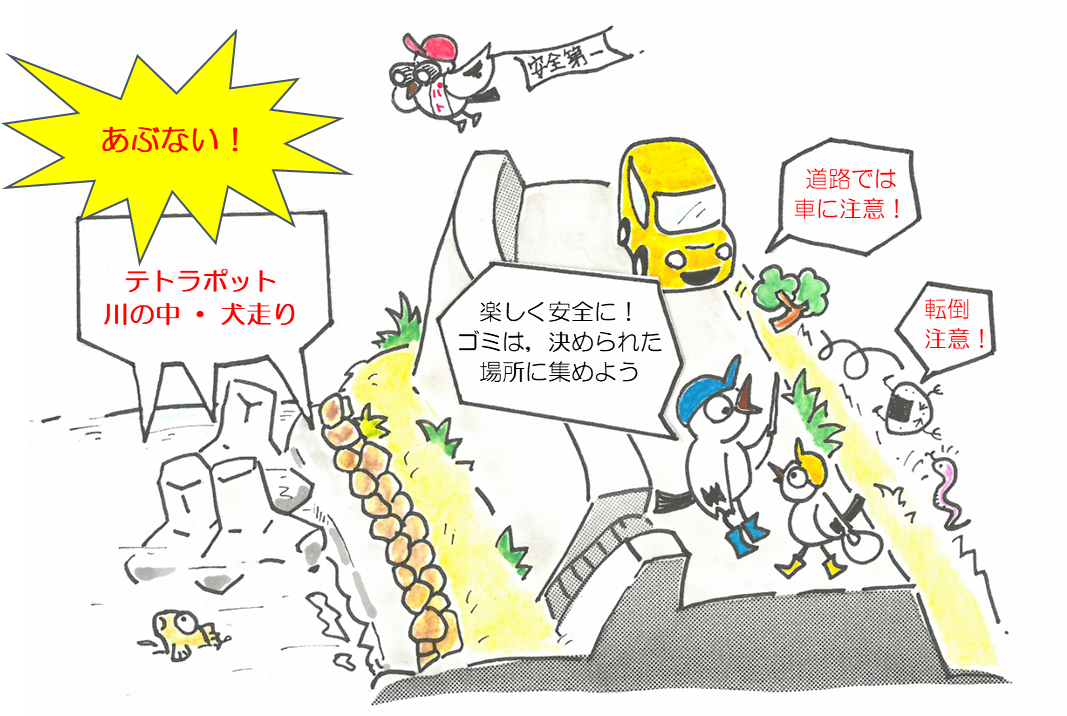 安全第一
パト
あぶない！
道路では
車に注意！
テトラポット
川の中・犬走り
楽しく安全に！
ゴミは，決められた
場所に集めよう
転倒
注意！